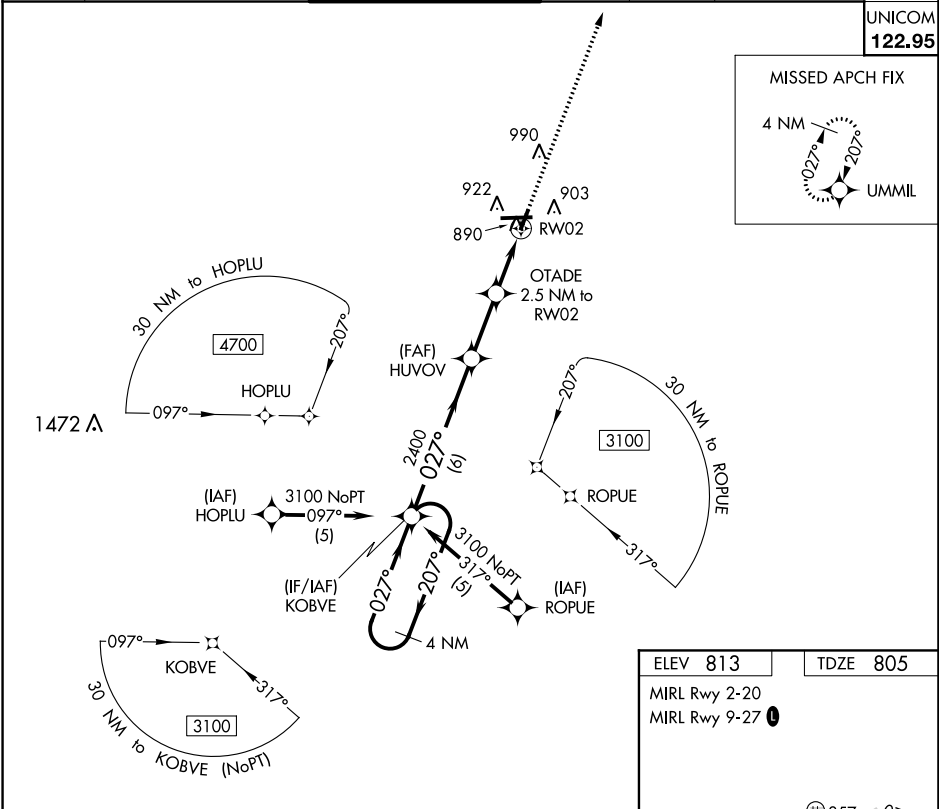 UNICOM
122.95
MISSED APCH FIX
4 NM
027°
207°
UMMIL
990
922
903
890
RW02
OTADE
2.5 NM to
RW02
(FAF)
HUVOV
30 NM to HOPLU
4700
207°
HOPLU
097°
1472
207°
30 NM to ROPUE
3100
ROPUE
317°
2400
027°
(6)
(IAF)
HOPLU
3100 NoPT
097°
(5)
3100 NoPT
317°
(5)
(IF/IAF)
KOBVE
027°
207°
(IAF)
ROPUE
4 NM
097°
KOBVE
317°
3100
30 NM to KOBVE (NoPT)
ELEV 813
TDZE 805
MIRL Rwy 2-20
MIRL Rwy 9-27 L